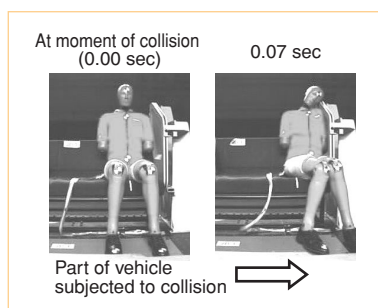 At moment of collision
(0.00 sec)
0.07 sec
Part of vehicle
subjected to collision